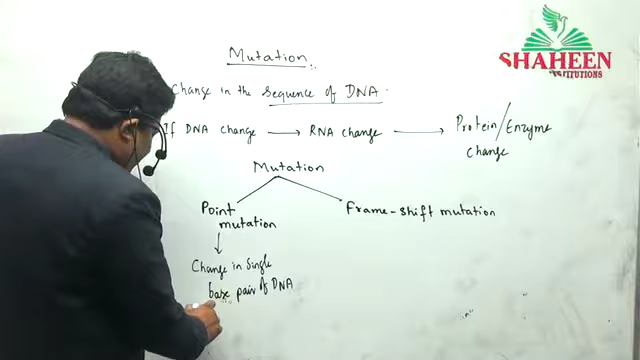 SHAHEEN
INSTITUTIONS
Mutation
Change in the sequence of DNA.
If DNA change → RNA change → Protein/Enzyme
change
Mutation
Point
mutation
Frame-shift mutation
Change in single
base pair of DNA